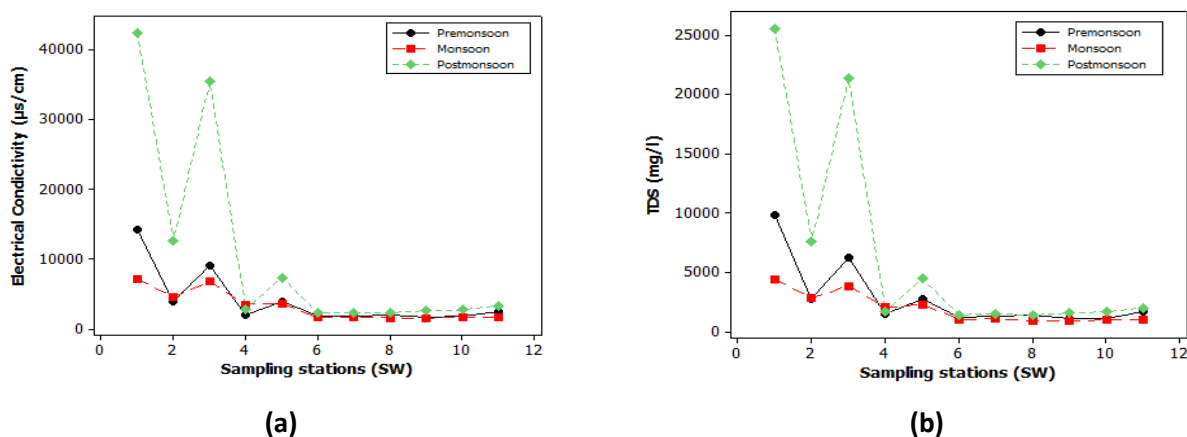 Electrical Condictivity (µs/cm)
40000
30000
20000
10000
0
0 2 4 6 8 10 12
Sampling stations (SW)
Premonsoon
Monsoon
Postmonsoon
(a)
TDS (mg/l)
25000
20000
15000
10000
5000
0
0 2 4 6 8 10 12
Sampling stations (SW)
Premonsoon
Monsoon
Postmonsoon
(b)